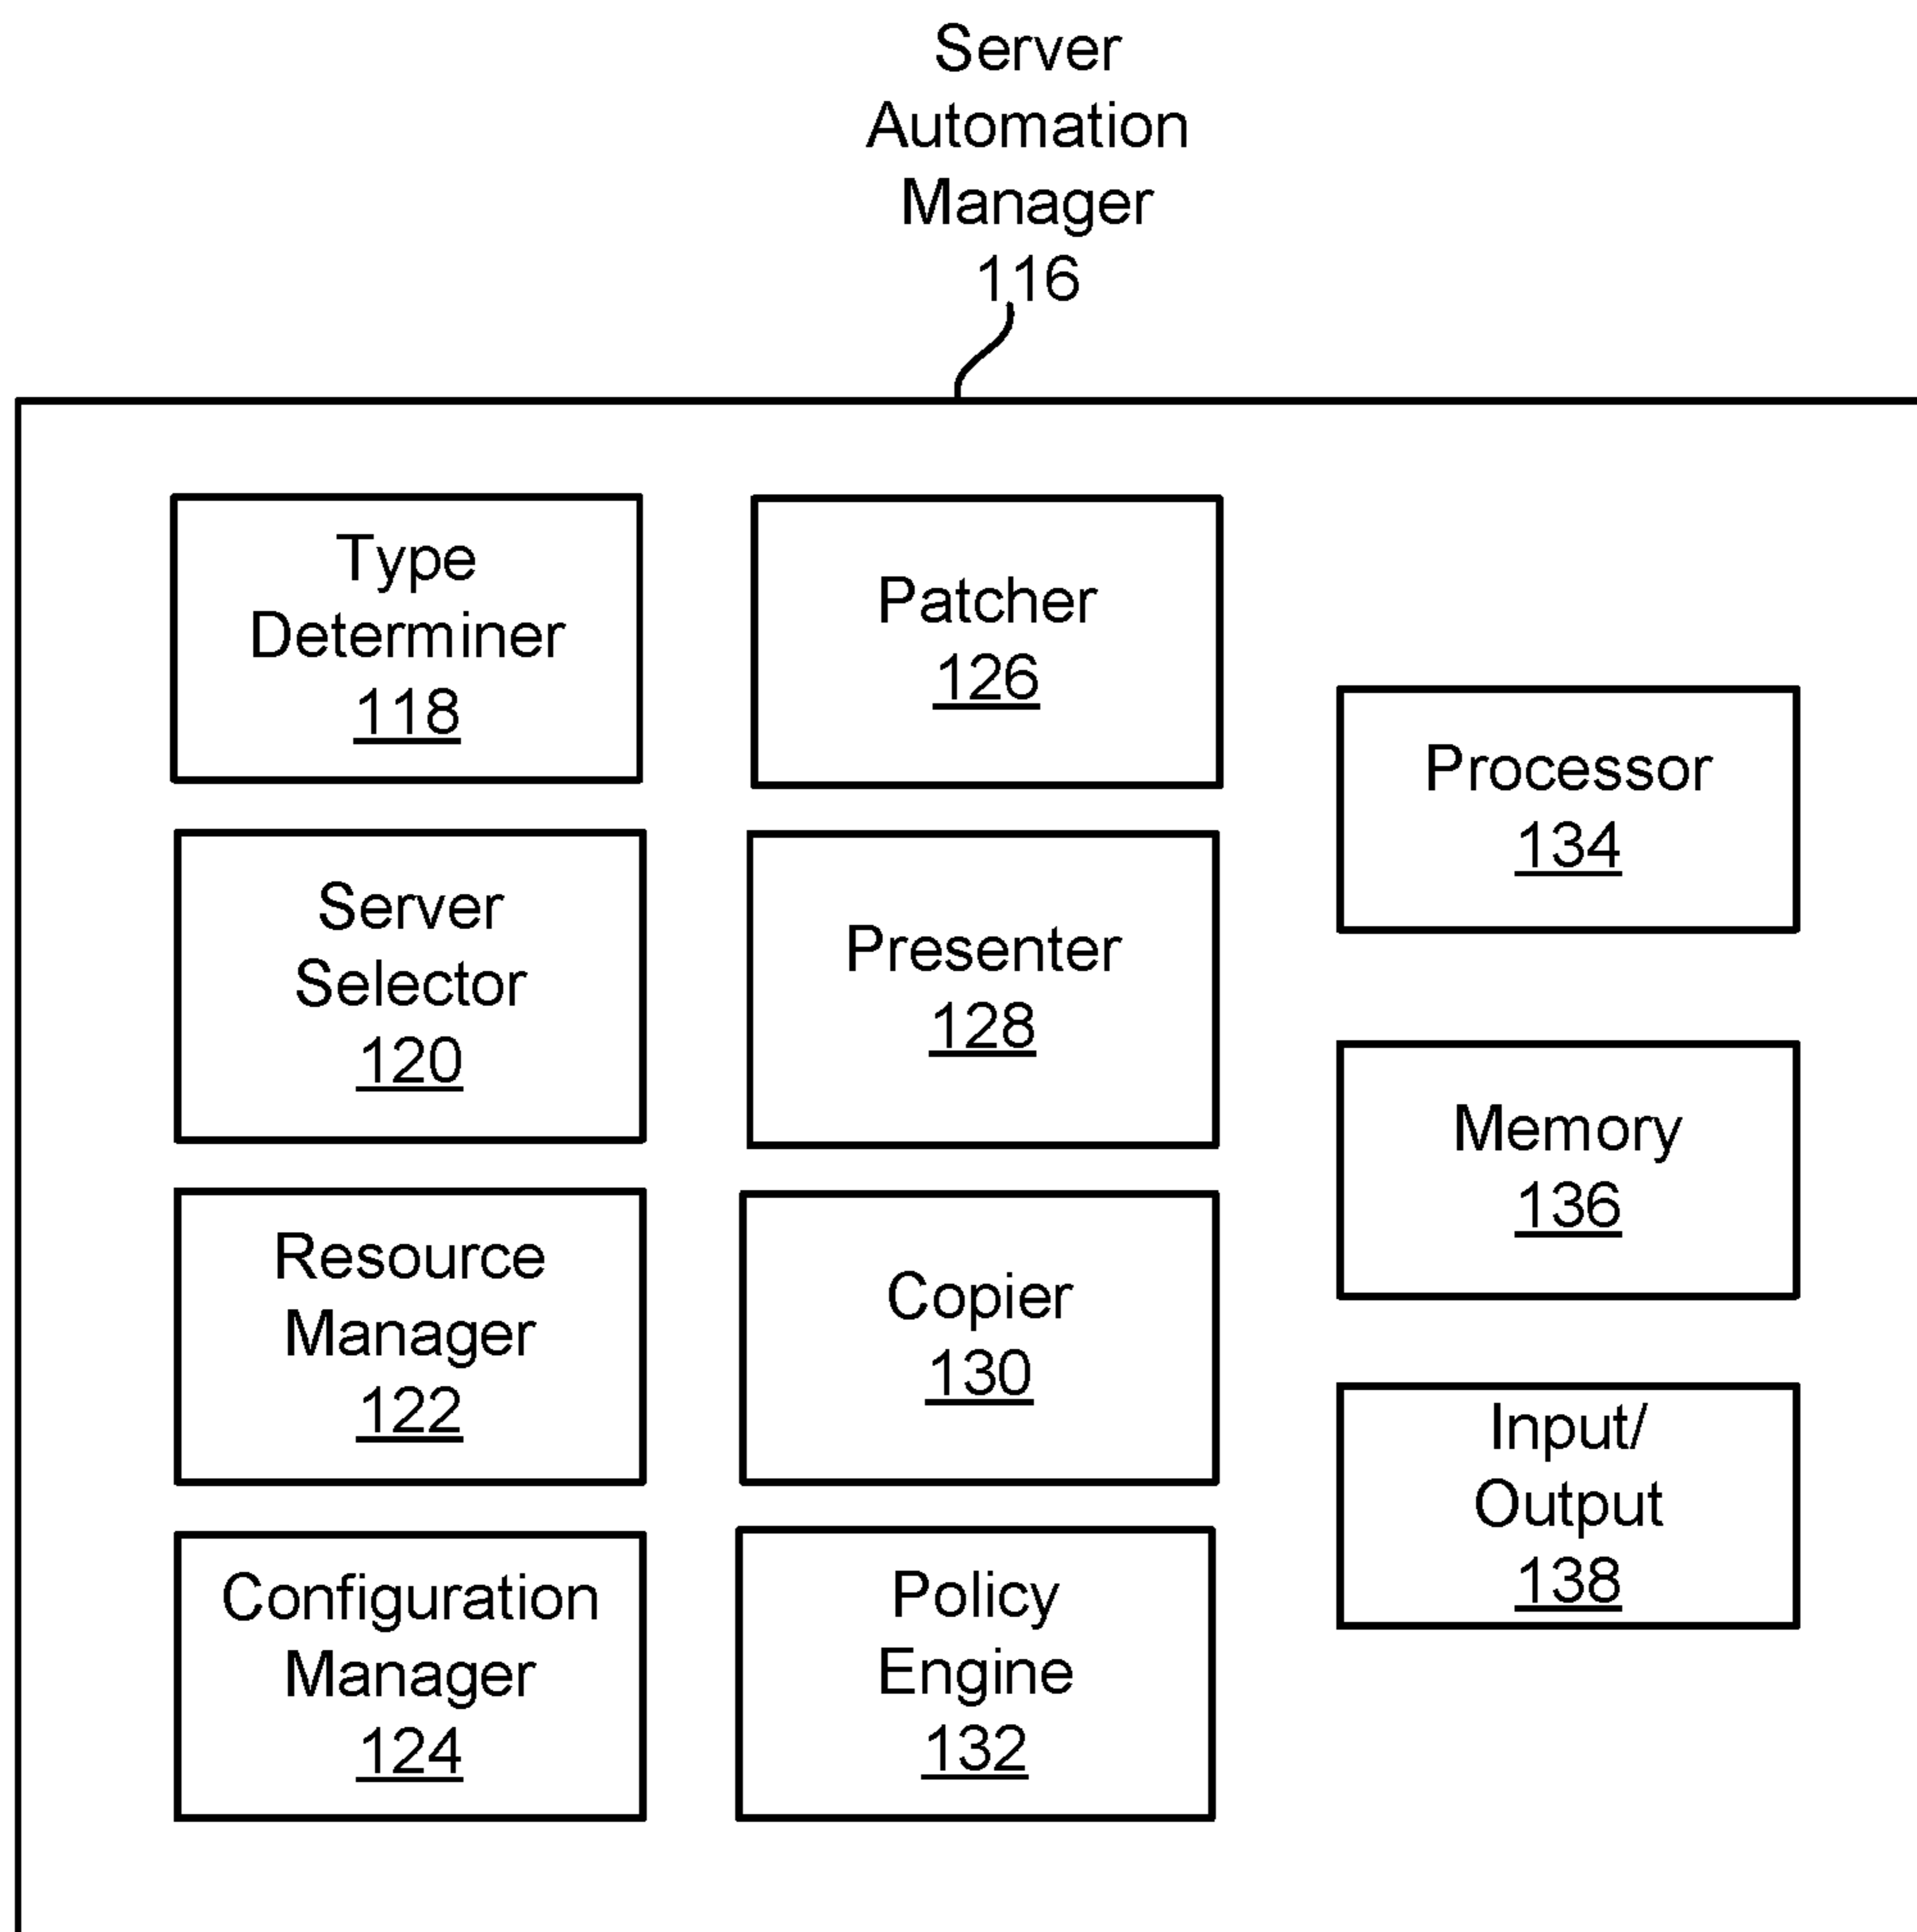 Server
Automation
Manager
116
Type
Determiner
118
Server
Selector
120
Resource
Manager
122
Configuration
Manager
124
Patcher
126
Presenter
128
Copier
130
Policy
Engine
132
Processor
134
Memory
136
Input/
Output
138